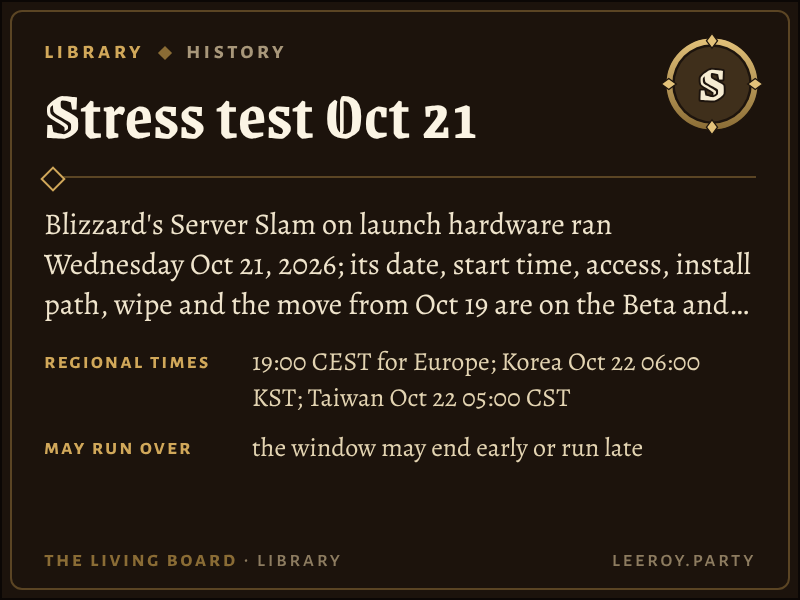 LIBRARY ◆ HISTORY
S
Stress test Oct 21
Blizzard's Server Slam on launch hardware ran
Wednesday Oct 21, 2026; its date, start time, access, install
path, wipe and the move from Oct 19 are on the Beta and…
REGIONAL TIMES 19:00 CEST for Europe; Korea Oct 22 06:00
KST; Taiwan Oct 22 05:00 CST
MAY RUN OVER the window may end early or run late
THE LIVING BOARD · LIBRARY LEEROY.PARTY